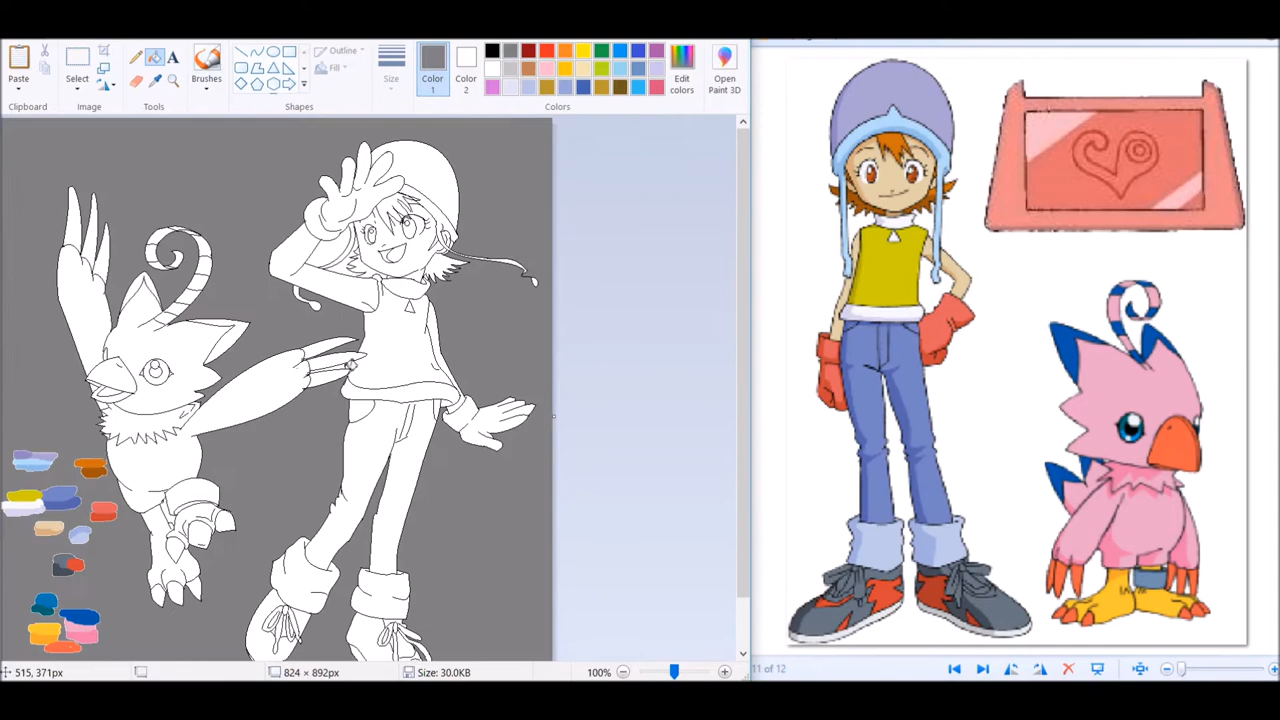 Paste
Select
Brushes
Outline
Fill
Size
Color
1
Color
2
Edit
colors
Open
Paint 3D
Clipboard
Image
Tools
Shapes
Colors
515, 371px
824 × 892px
Size: 30.0KB
100%
11 of 12